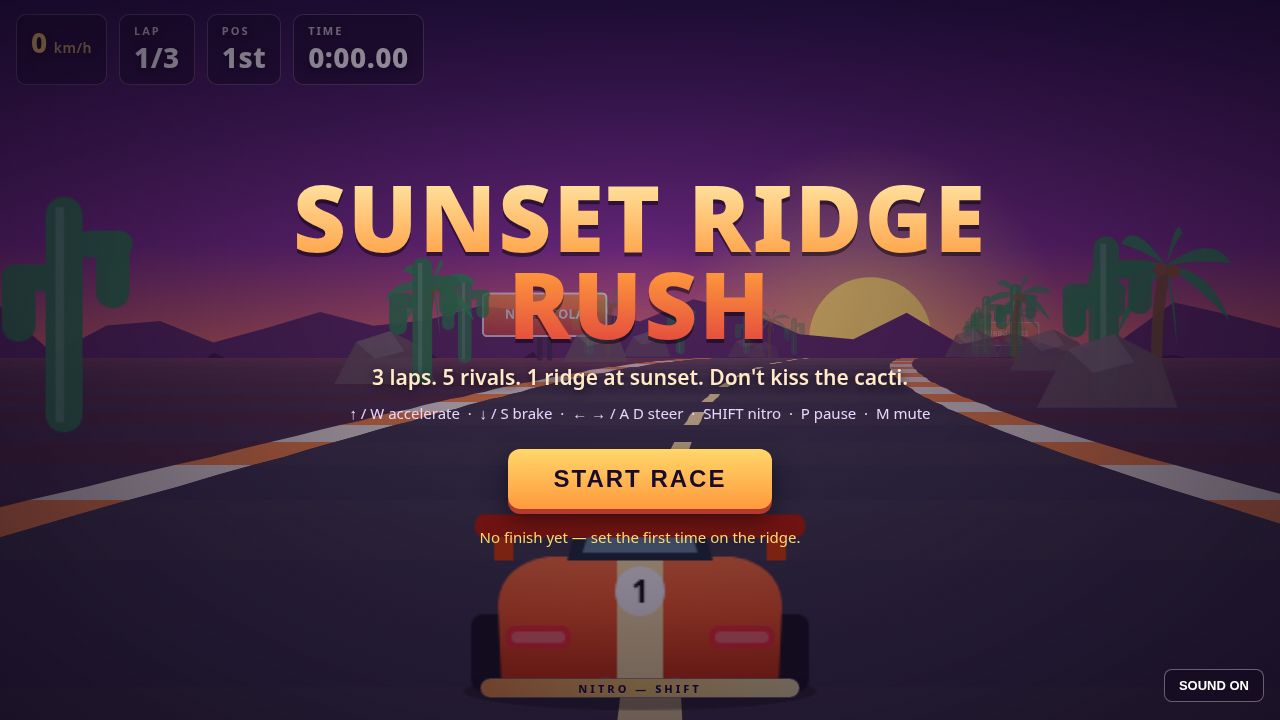 0 km/h
LAP
1/3
POS
1st
TIME
0:00.00
SUNSET RIDGE
RUSH
3 laps. 5 rivals. 1 ridge at sunset. Don't kiss the cacti.
↑ / W accelerate · ↓ / S brake · ← → / A D steer · SHIFT nitro · P pause · M mute
START RACE
No finish yet — set the first time on the ridge.
1
NITRO — SHIFT
SOUND ON